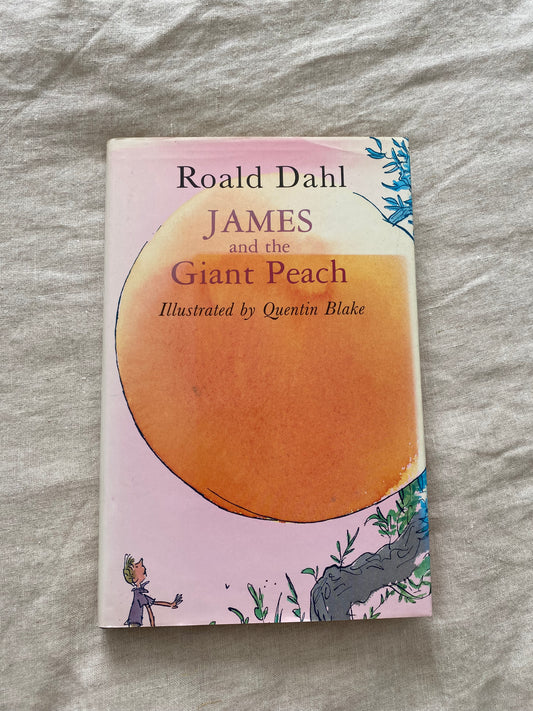 Roald Dahl
JAMES
and the
Giant Peach
Illustrated by Quentin Blake